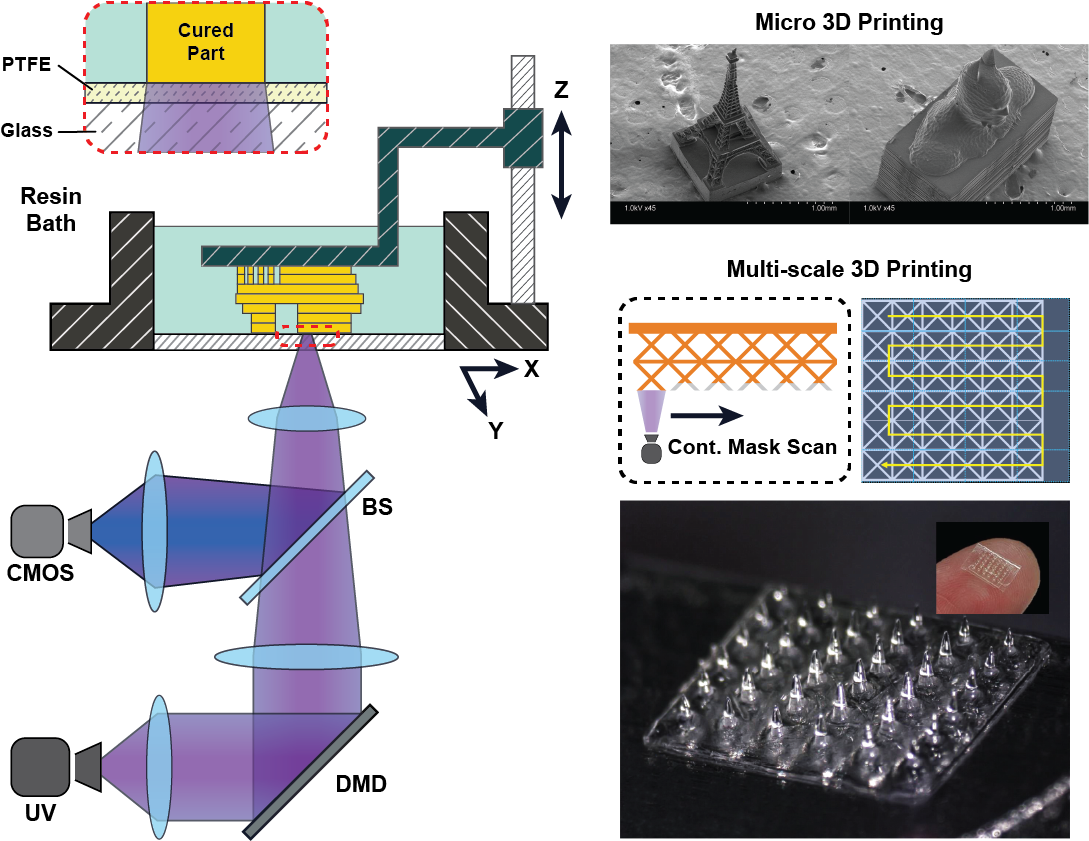 Cured
Part
PTFE
Glass
Resin
Bath
Z
X
Y
BS
CMOS
DMD
UV
Micro 3D Printing
1.0kV x45
1.00mm
1.0kV x45
1.00mm
Multi-scale 3D Printing
Cont. Mask Scan